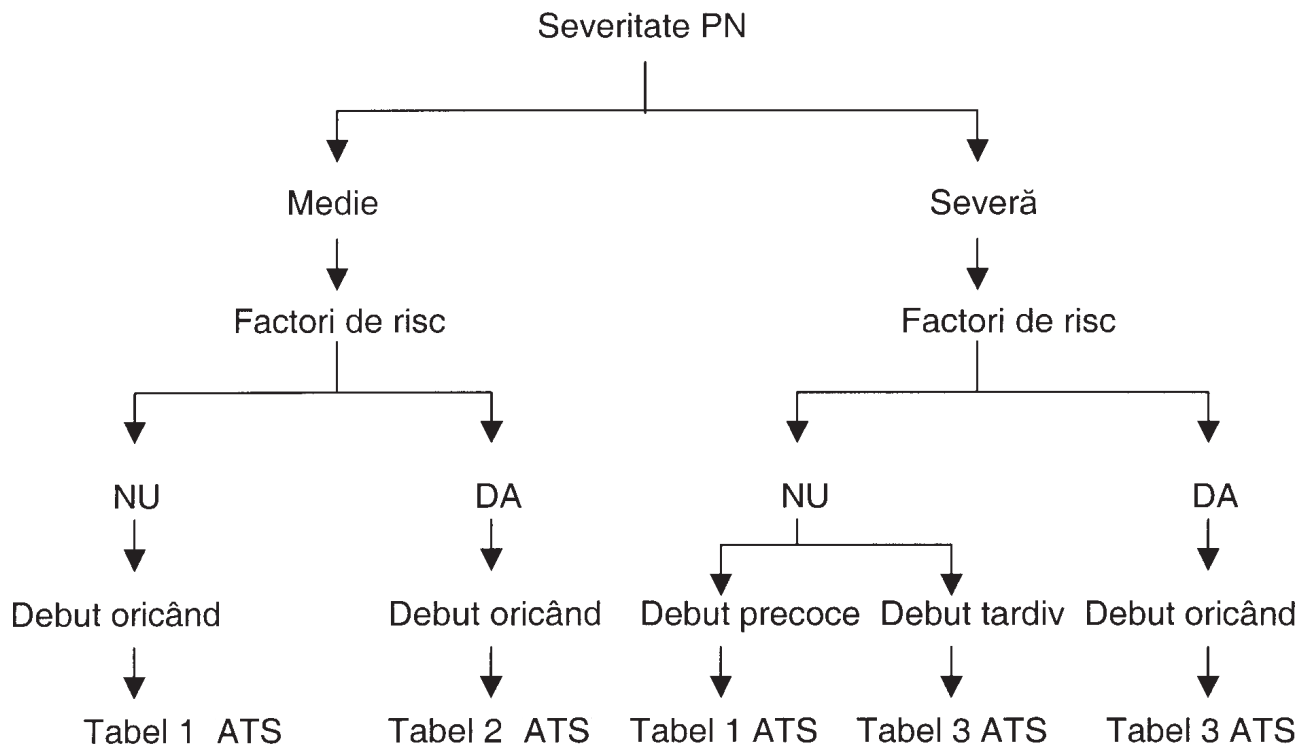 Severitate PN
Medie Severă
Factori de risc Factori de risc
NU DA NU DA
Debut oricând Debut oricând Debut precoce Debut tardiv Debut oricând
Tabel 1 ATS Tabel 2 ATS Tabel 1 ATS Tabel 3 ATS Tabel 3 ATS